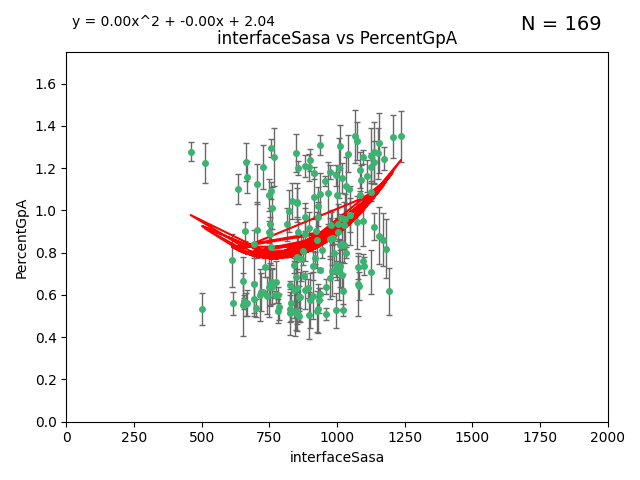 y = 0.00x^2 + -0.00x + 2.04
N = 169
interfaceSasa vs PercentGpA
PercentGpA
1.6
1.4
1.2
1.0
0.8
0.6
0.4
0.2
0.0
0 250 500 750 1000 1250 1500 1750 2000
interfaceSasa